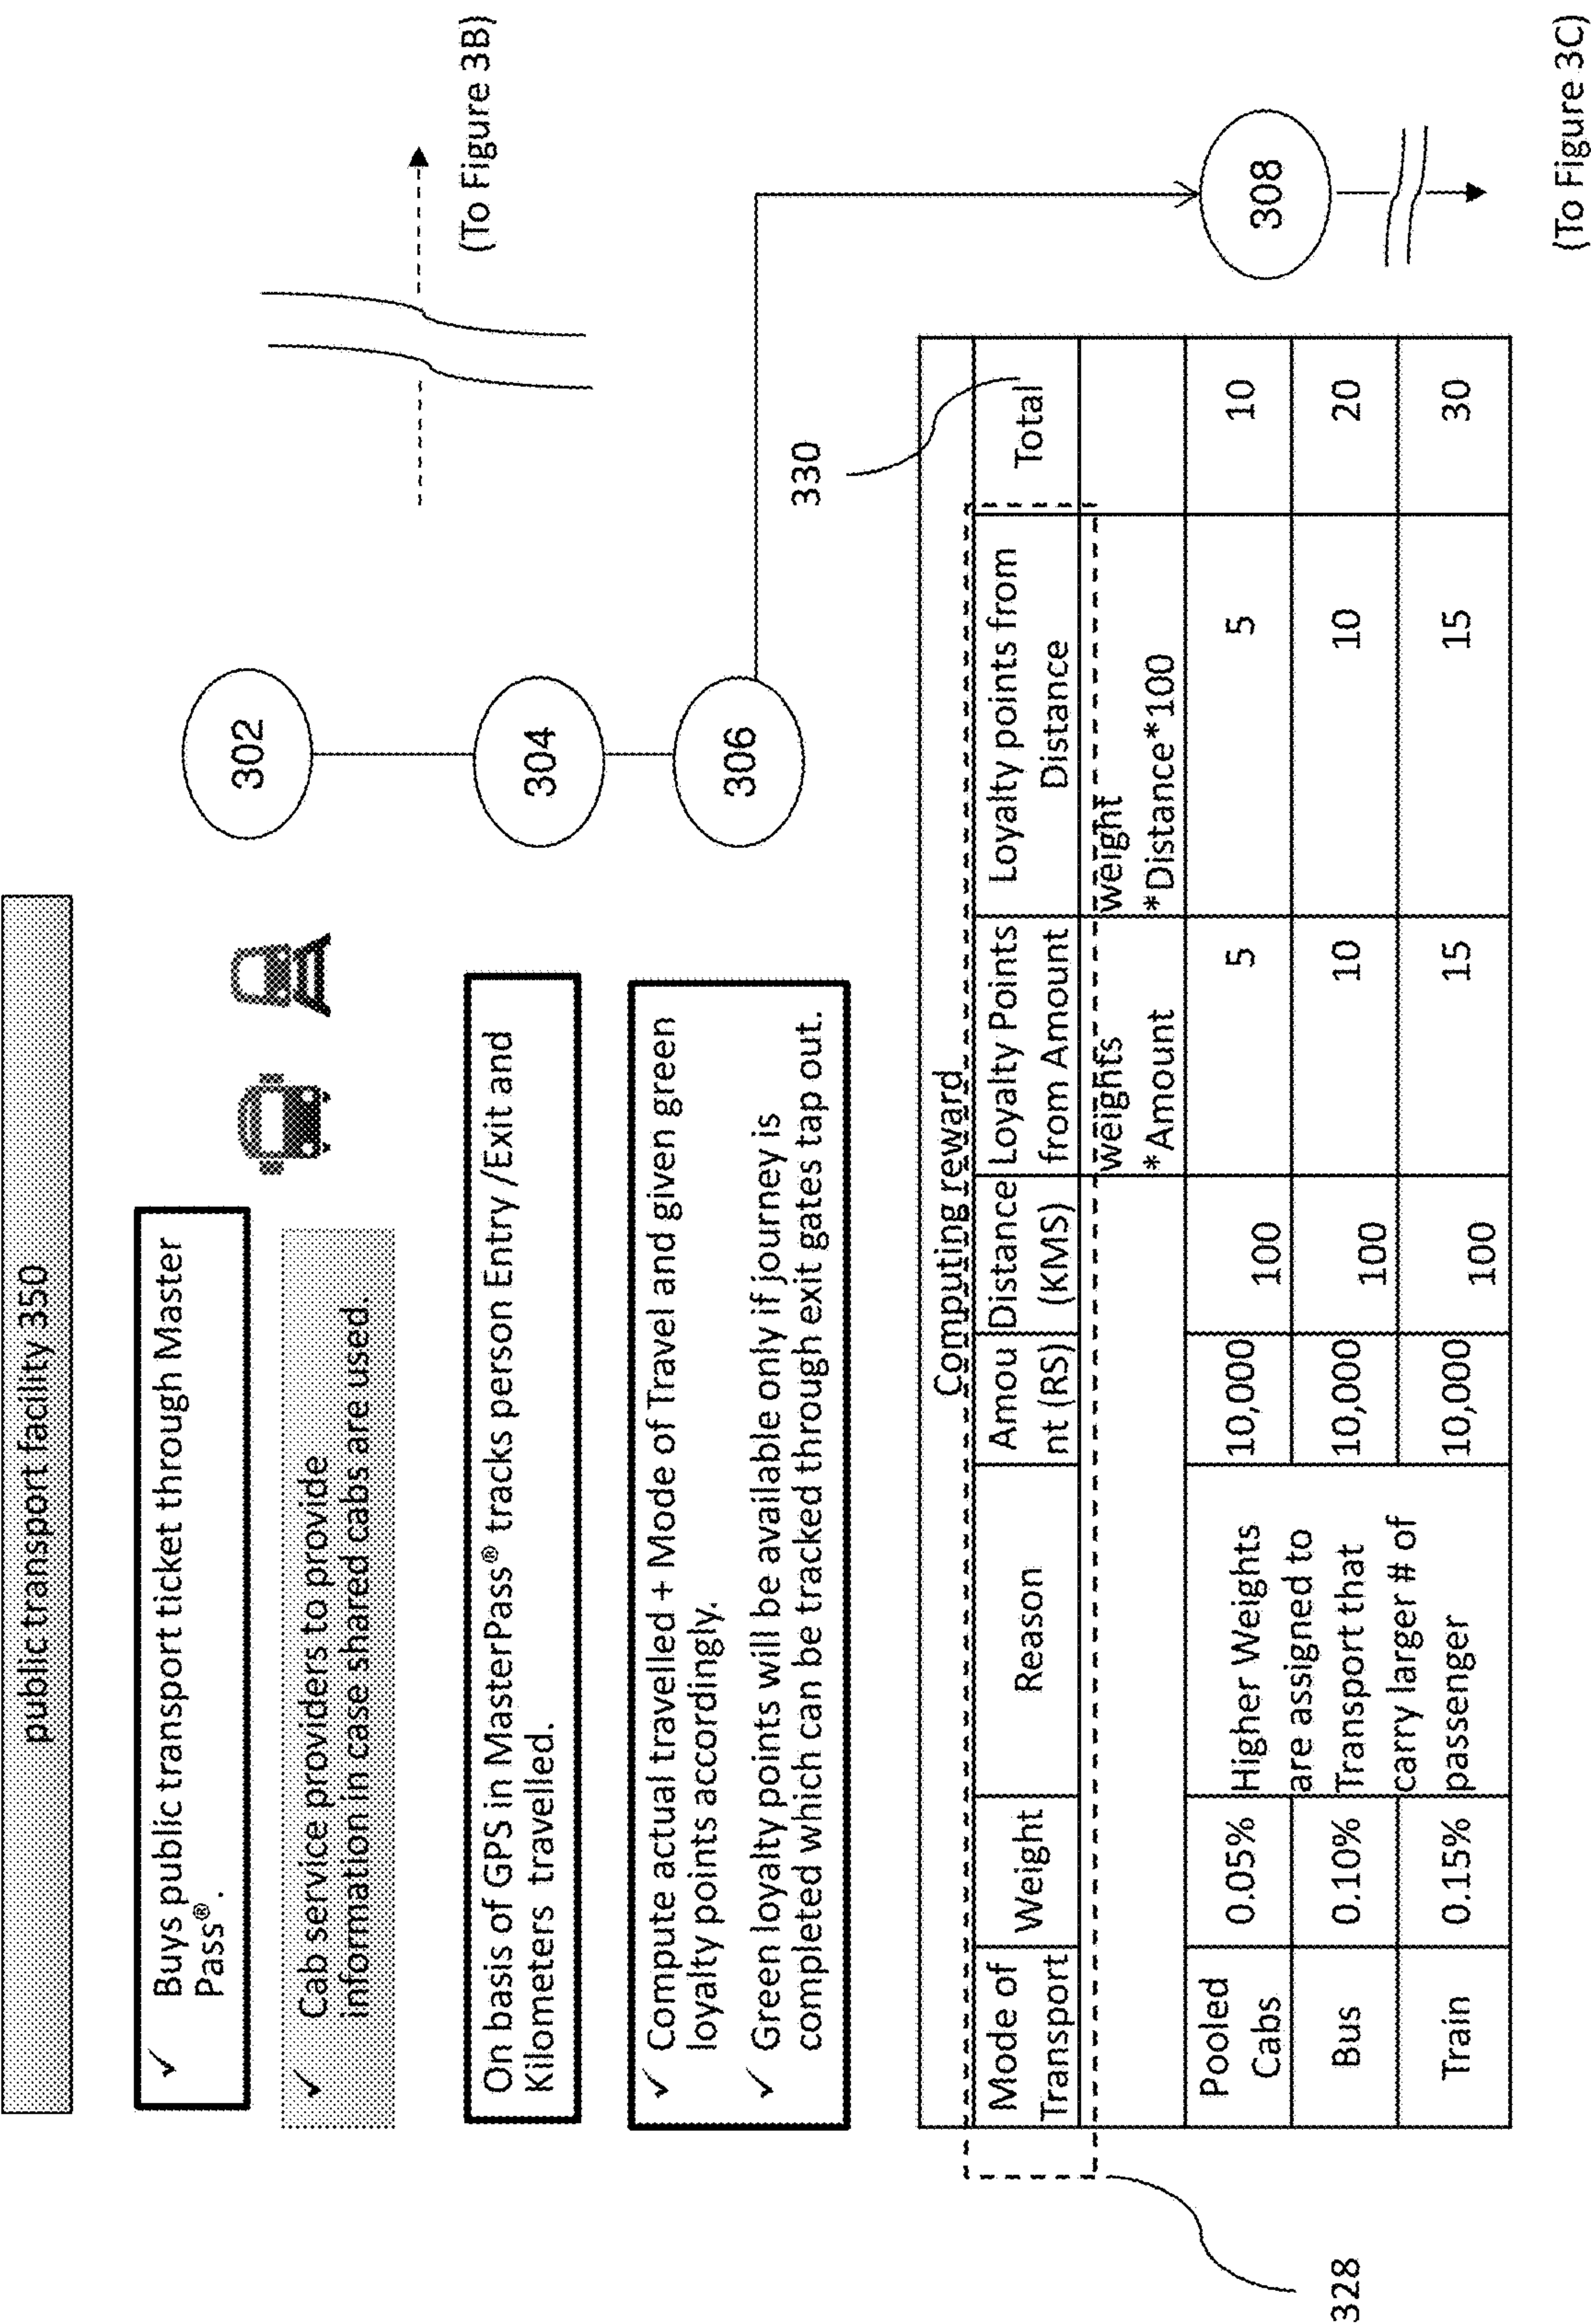 public transport facility 350
✓ Buys public transport ticket through Master
Pass®.
✓ Cab service providers to provide
information in case shared cabs are used.
302
(To Figure 3B)
On basis of GPS in MasterPass® tracks person Entry /Exit and
Kilometers travelled.
304
✓ Compute actual travelled + Mode of Travel and given green
loyalty points accordingly.
✓ Green loyalty points will be available only if journey is
completed which can be tracked through exit gates tap out.
306
330
308
(To Figure 3C)
Computing reward
Mode of
Transport
Weight
Reason
Amou
nt (RS)
Distance
(KMS)
Loyalty Points
from Amount
Loyalty points from
Distance
Total
weights
*Amount
weight
*Distance*100
Pooled
Cabs
0.05%
Higher Weights
are assigned to
Transport that
carry larger # of
passenger
10,000
100
5
5
10
Bus
0.10%
10,000
100
10
10
20
Train
0.15%
10,000
100
15
15
30
328